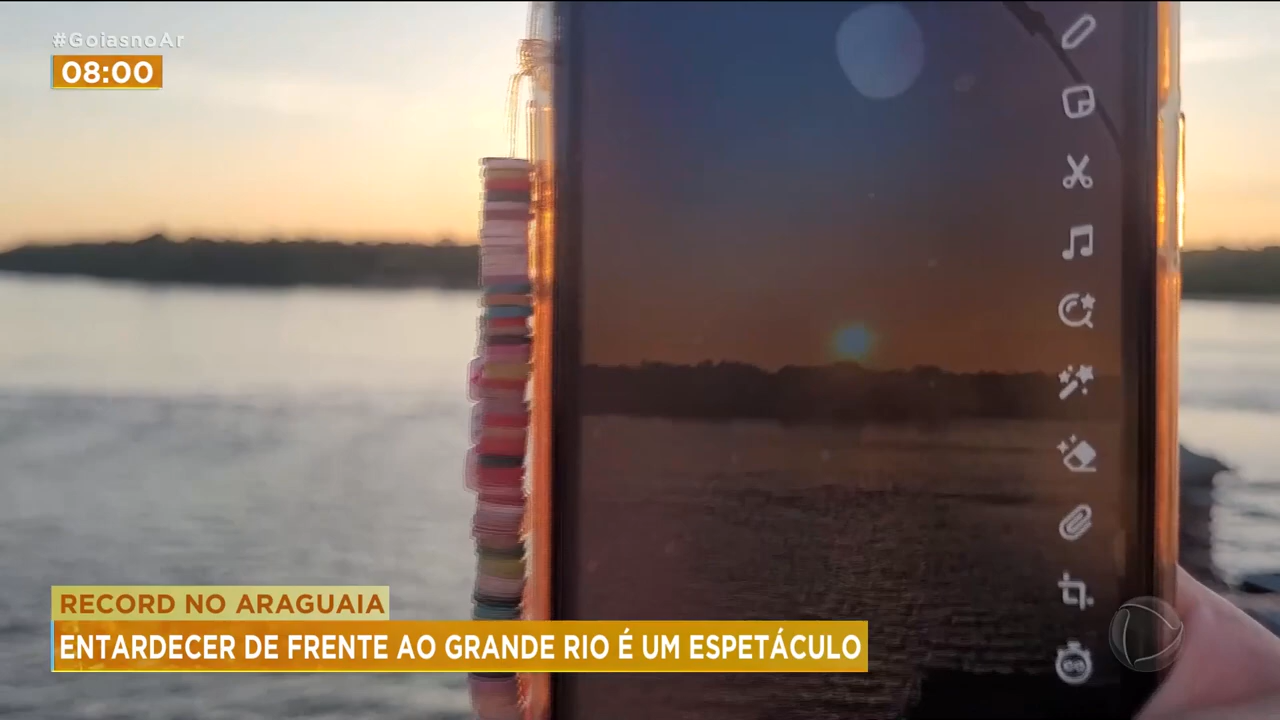 #GoiasnoAr
08:00
RECORD NO ARAGUAIA
ENTARDECER DE FRENTE AO GRANDE RIO É UM ESPETÁCULO